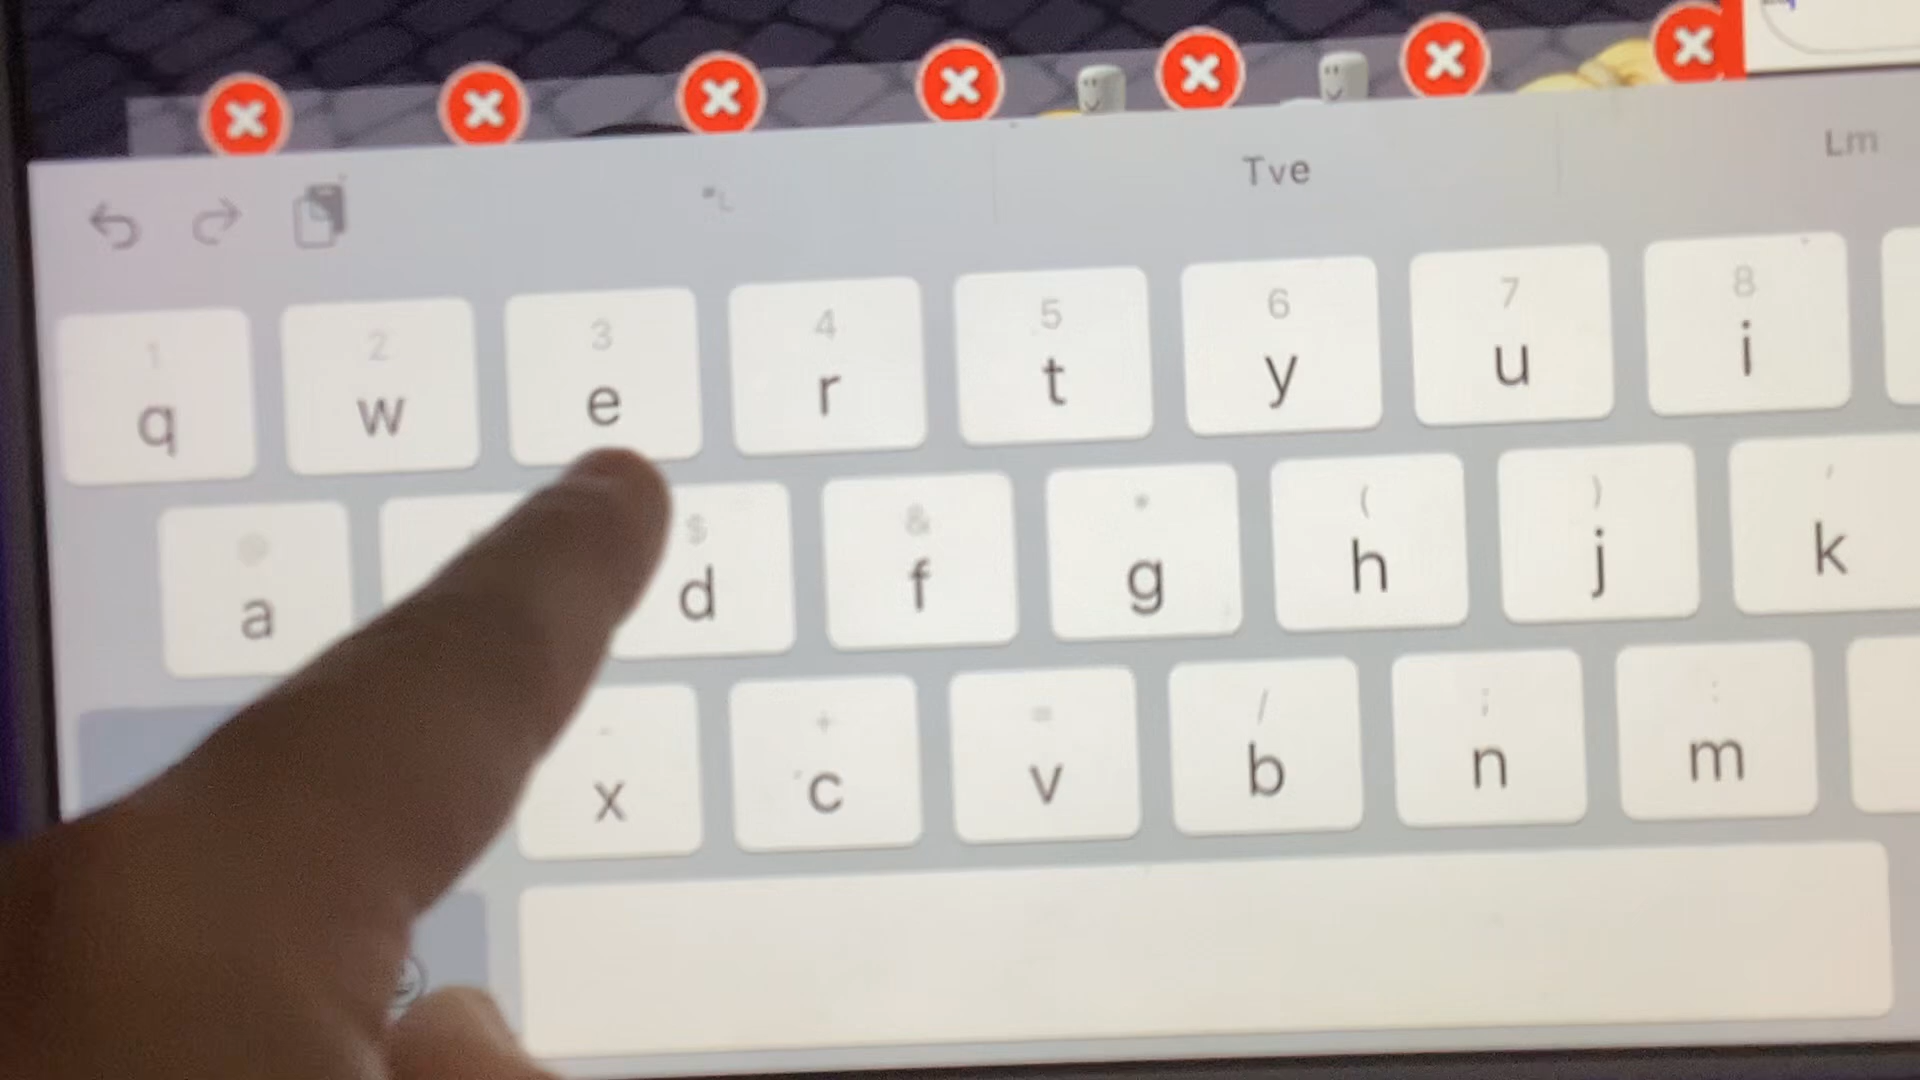 Tve
Lm
1 2 3 4 5 6 7 8
q w e r t y u i
$ & * ( ) '
a d f g h j k
- + = / ; :
x c v b n m